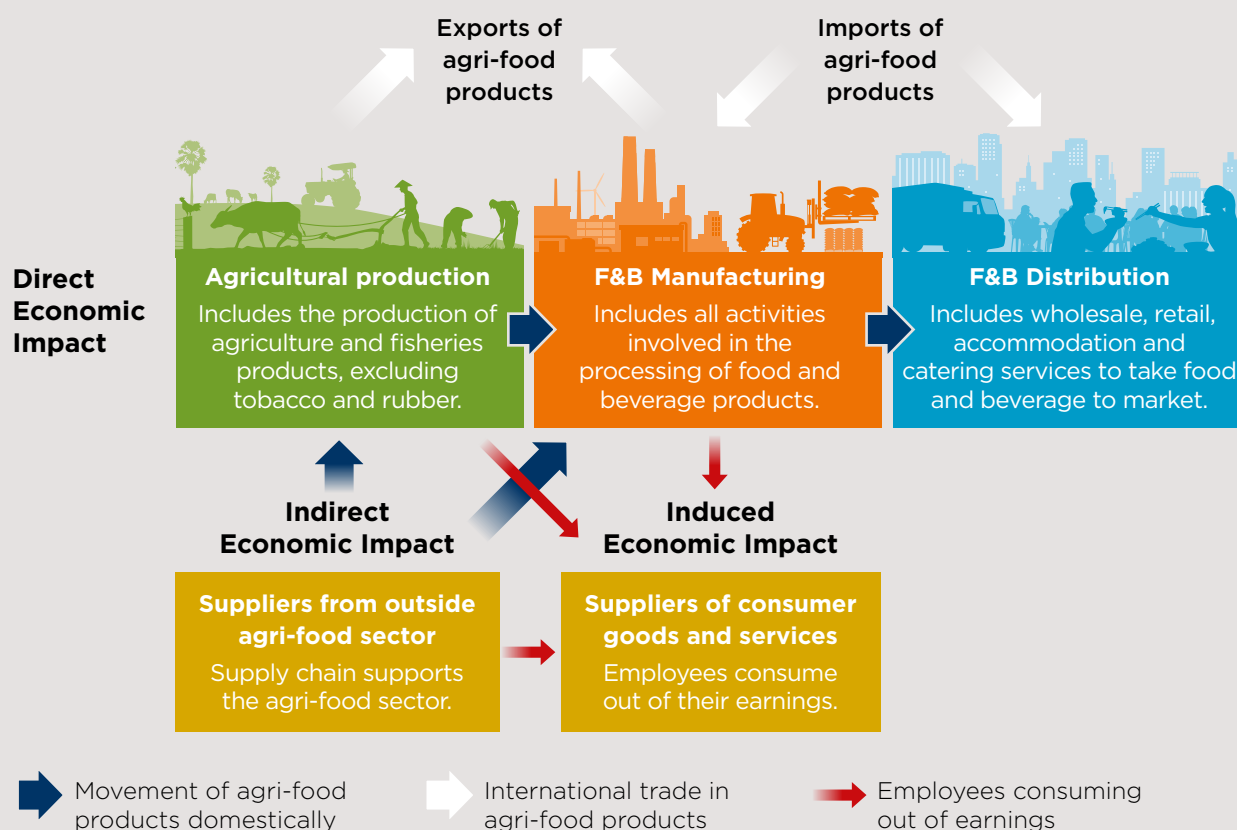 Exports of
agri-food
products
Imports of
agri-food
products
Direct
Economic
Impact
Agricultural production
Includes the production of
agriculture and fisheries
products, excluding
tobacco and rubber.
F&B Manufacturing
Includes all activities
involved in the
processing of food and
beverage products.
F&B Distribution
Includes wholesale, retail,
accommodation and
catering services to take food
and beverage to market.
Indirect
Economic Impact
Induced
Economic Impact
Suppliers from outside
agri-food sector
Supply chain supports
the agri-food sector.
Suppliers of consumer
goods and services
Employees consume
out of their earnings.
Movement of agri-food
products domestically
International trade in
agri-food products
Employees consuming
out of earnings